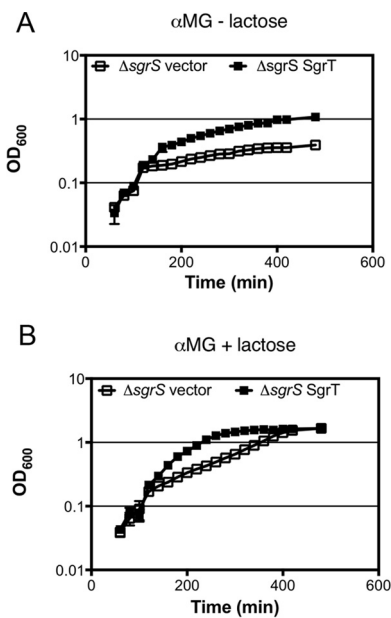 A
αMG - lactose
ΔsgrS vector
ΔsgrS SgrT
10
1
0.1
0.01
OD600
0
200
400
600
Time (min)
B
αMG + lactose
ΔsgrS vector
ΔsgrS SgrT
10
1
0.1
0.01
OD600
0
200
400
600
Time (min)